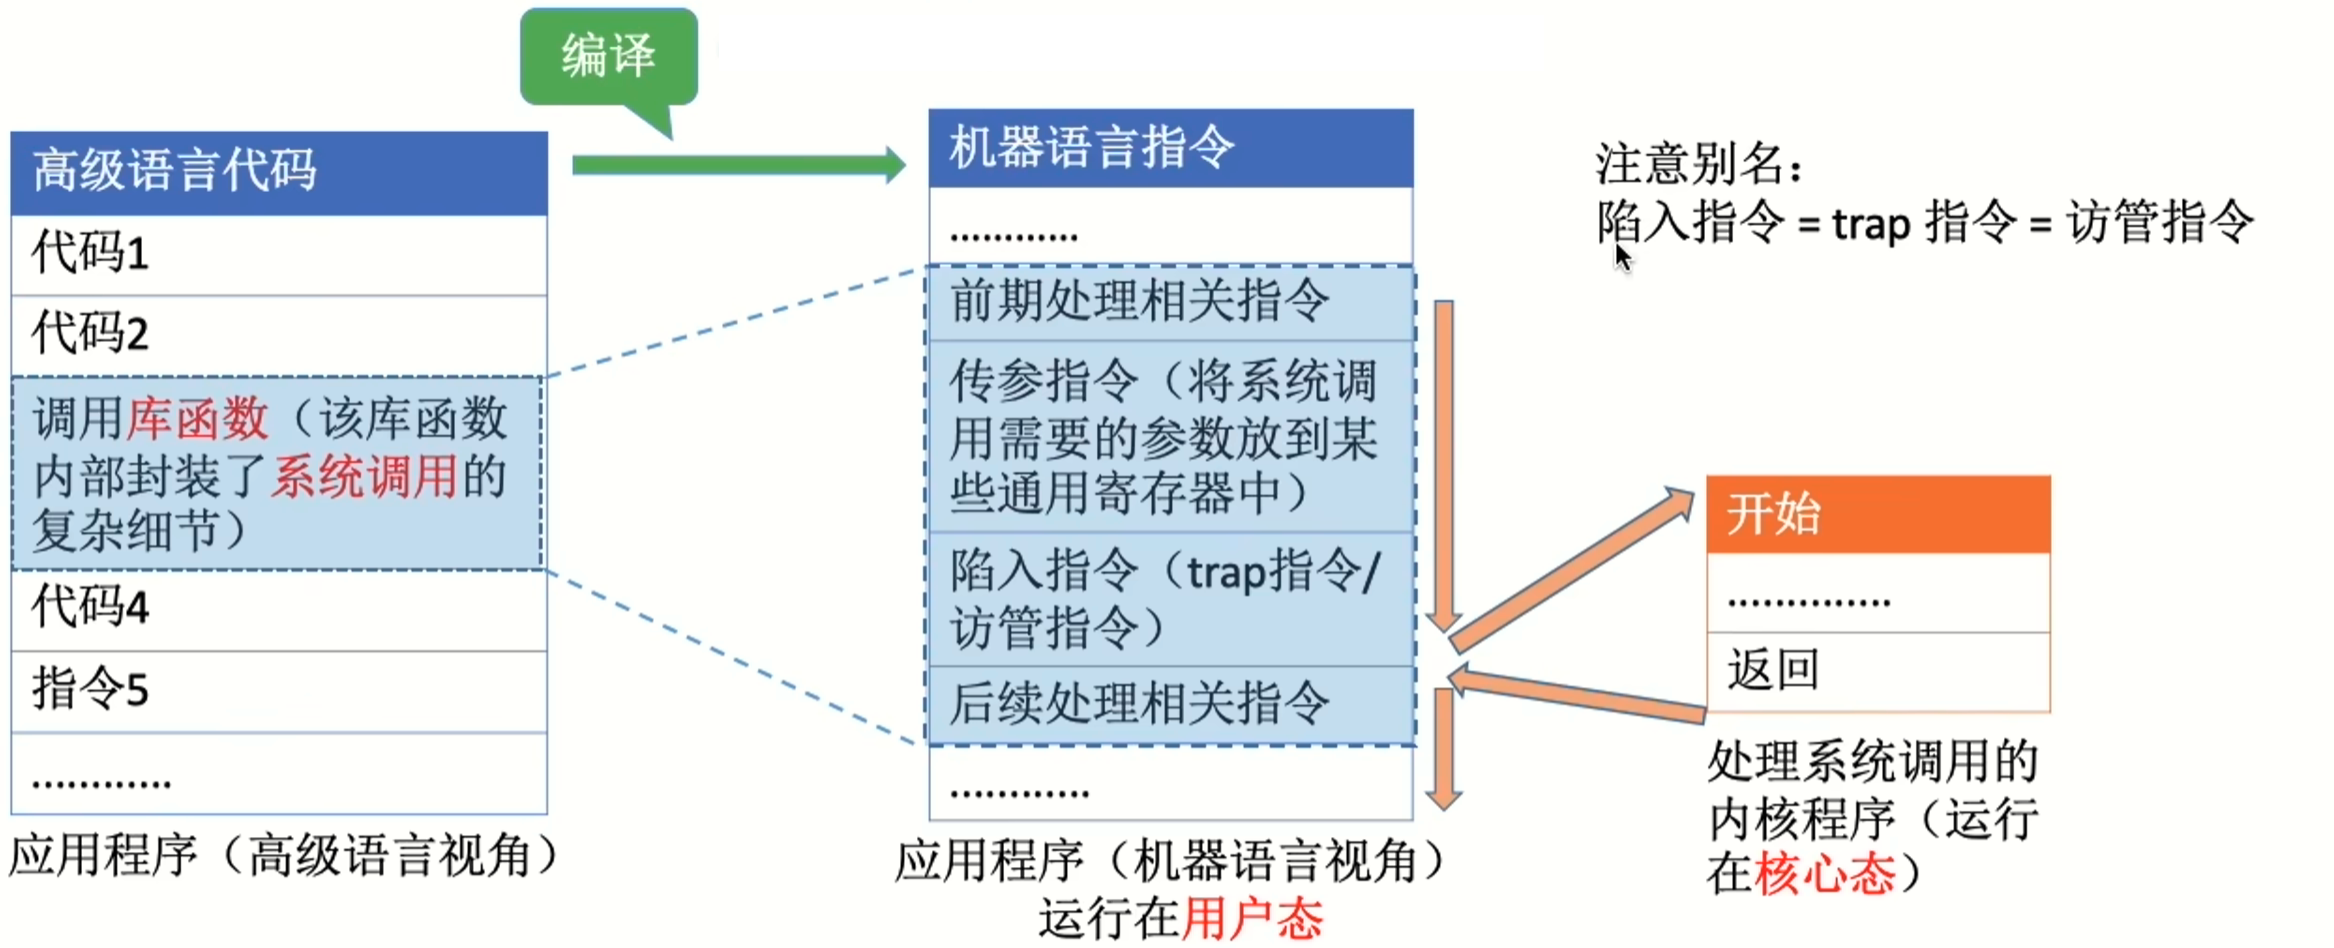 编译
高级语言代码
代码1
代码2
调用库函数（该库函数
内部封装了系统调用的
复杂细节）
代码4
指令5
............
应用程序（高级语言视角）
机器语言指令
............
前期处理相关指令
传参指令（将系统调
用需要的参数放到某
些通用寄存器中）
陷入指令（trap指令/
访管指令）
后续处理相关指令
............
应用程序（机器语言视角）
运行在用户态
注意别名：
陷入指令 = trap 指令 = 访管指令
开始
..............
返回
处理系统调用的
内核程序（运行
在核心态）